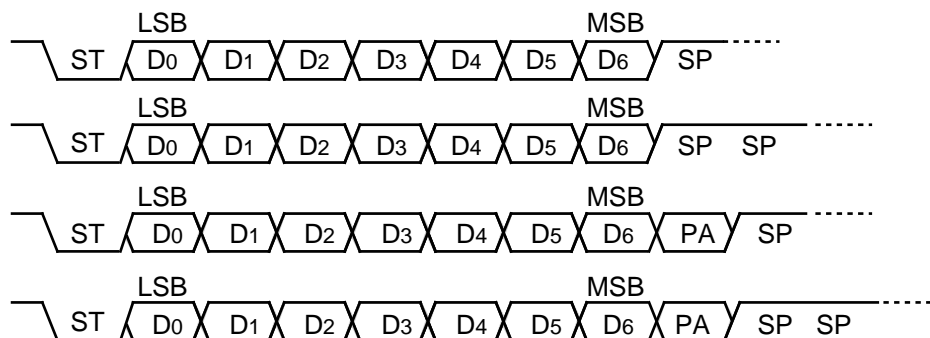 LSB MSB
ST D0 D1 D2 D3 D4 D5 D6 SP
LSB MSB
ST D0 D1 D2 D3 D4 D5 D6 SP SP
LSB MSB
ST D0 D1 D2 D3 D4 D5 D6 PA SP
LSB MSB
ST D0 D1 D2 D3 D4 D5 D6 PA SP SP